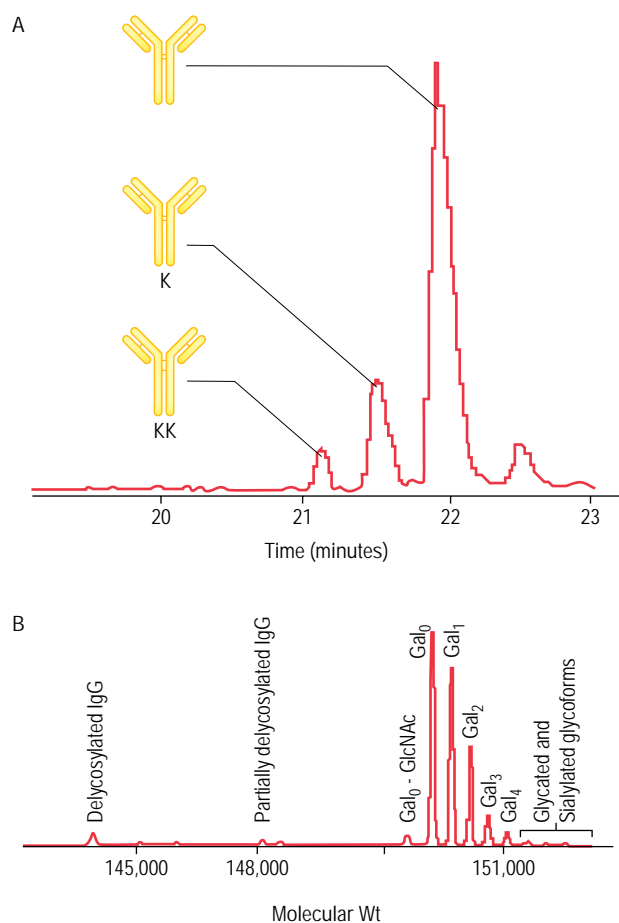 A
K
KK
20 21 22 23
Time (minutes)
B
Delycosylated IgG
Partially delycosylated IgG
Gal0 - GlcNAc
Gal0
Gal1
Gal2
Gal3
Gal4
Glycated and
Sialylated glycoforms
145,000 148,000 151,000
Molecular Wt